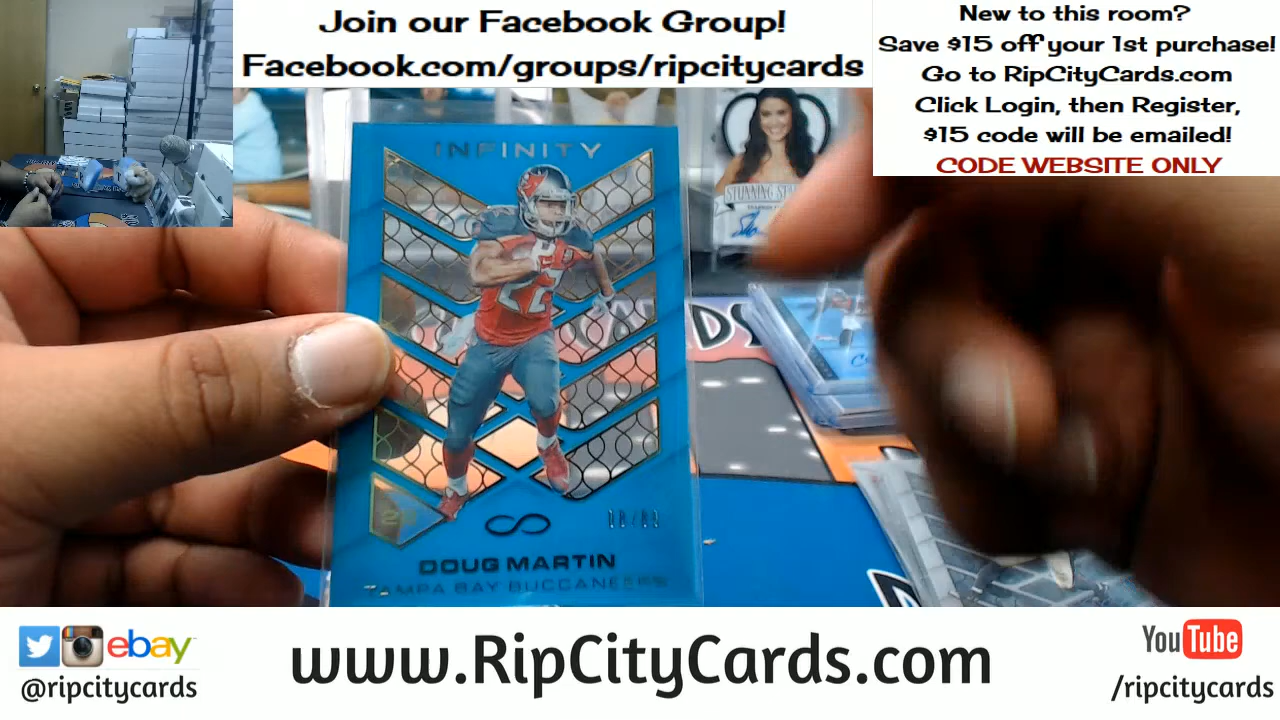 Join our Facebook Group!
Facebook.com/groups/ripcitycards
New to this room?
Save $15 off your 1st purchase!
Go to RipCityCards.com
Click Login, then Register,
$15 code will be emailed!
CODE WEBSITE ONLY
INFINITY
STUNNING
22
DOUG MARTIN
TAMPA BAY BUCCANEERS
ebay
@ripcitycards
www.RipCityCards.com
YouTube
/ripcitycards